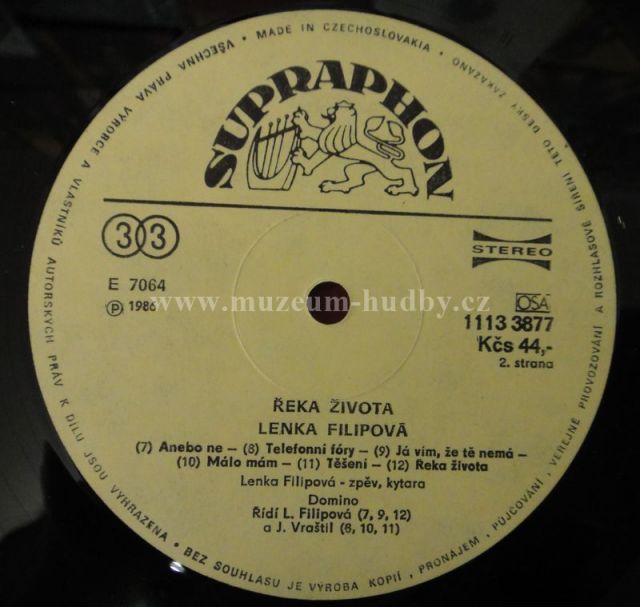 VŠECHNA PRÁVA VÝROBCE A VLASTNÍKŮ AUTORSKÝCH PRÁV K DÍLU JSOU VYHRAZENA • BEZ SOUHLASU JE VÝROBA KOPIÍ, PRONÁJEM, PŮJČOVÁNÍ, VEŘEJNÉ PROVOZOVÁNÍ A ROZHLASOVÉ ŠÍŘENÍ TÉTO DESKY ZAKÁZÁNO • MADE IN CZECHOSLOVAKIA •
SUPRAPHON
33
STEREO
E 7064
Ⓟ 1986
www.muzeum-hudby.cz
OSA
1113 3877
Kčs 44,-
2. strana
ŘEKA ŽIVOTA
LENKA FILIPOVÁ
(7) Anebo ne – (8) Telefonní fóry – (9) Já vím, že tě nemá –
(10) Málo mám – (11) Těšení – (12) Řeka života
Lenka Filipová - zpěv, kytara
Domino
Řídí L. Filipová (7, 9, 12)
a J. Vraštil (8, 10, 11)